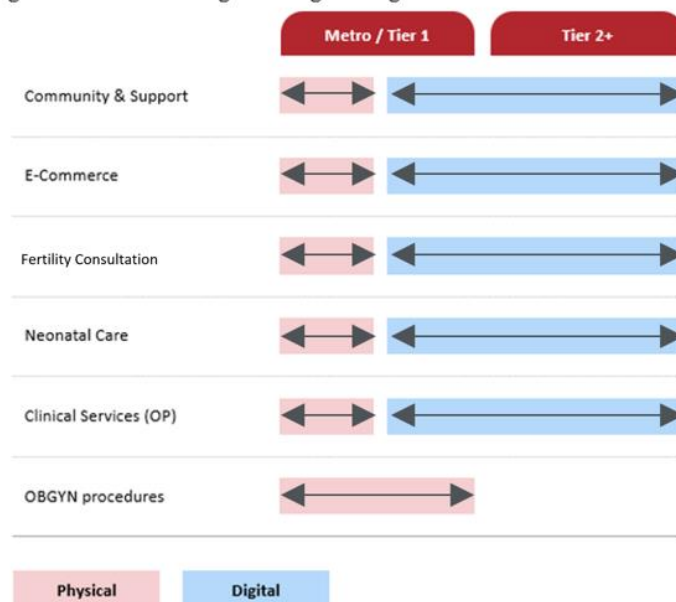 Metro / Tier 1 Tier 2+
Community & Support
E-Commerce
Fertility Consultation
Neonatal Care
Clinical Services (OP)
OBGYN procedures
Physical Digital